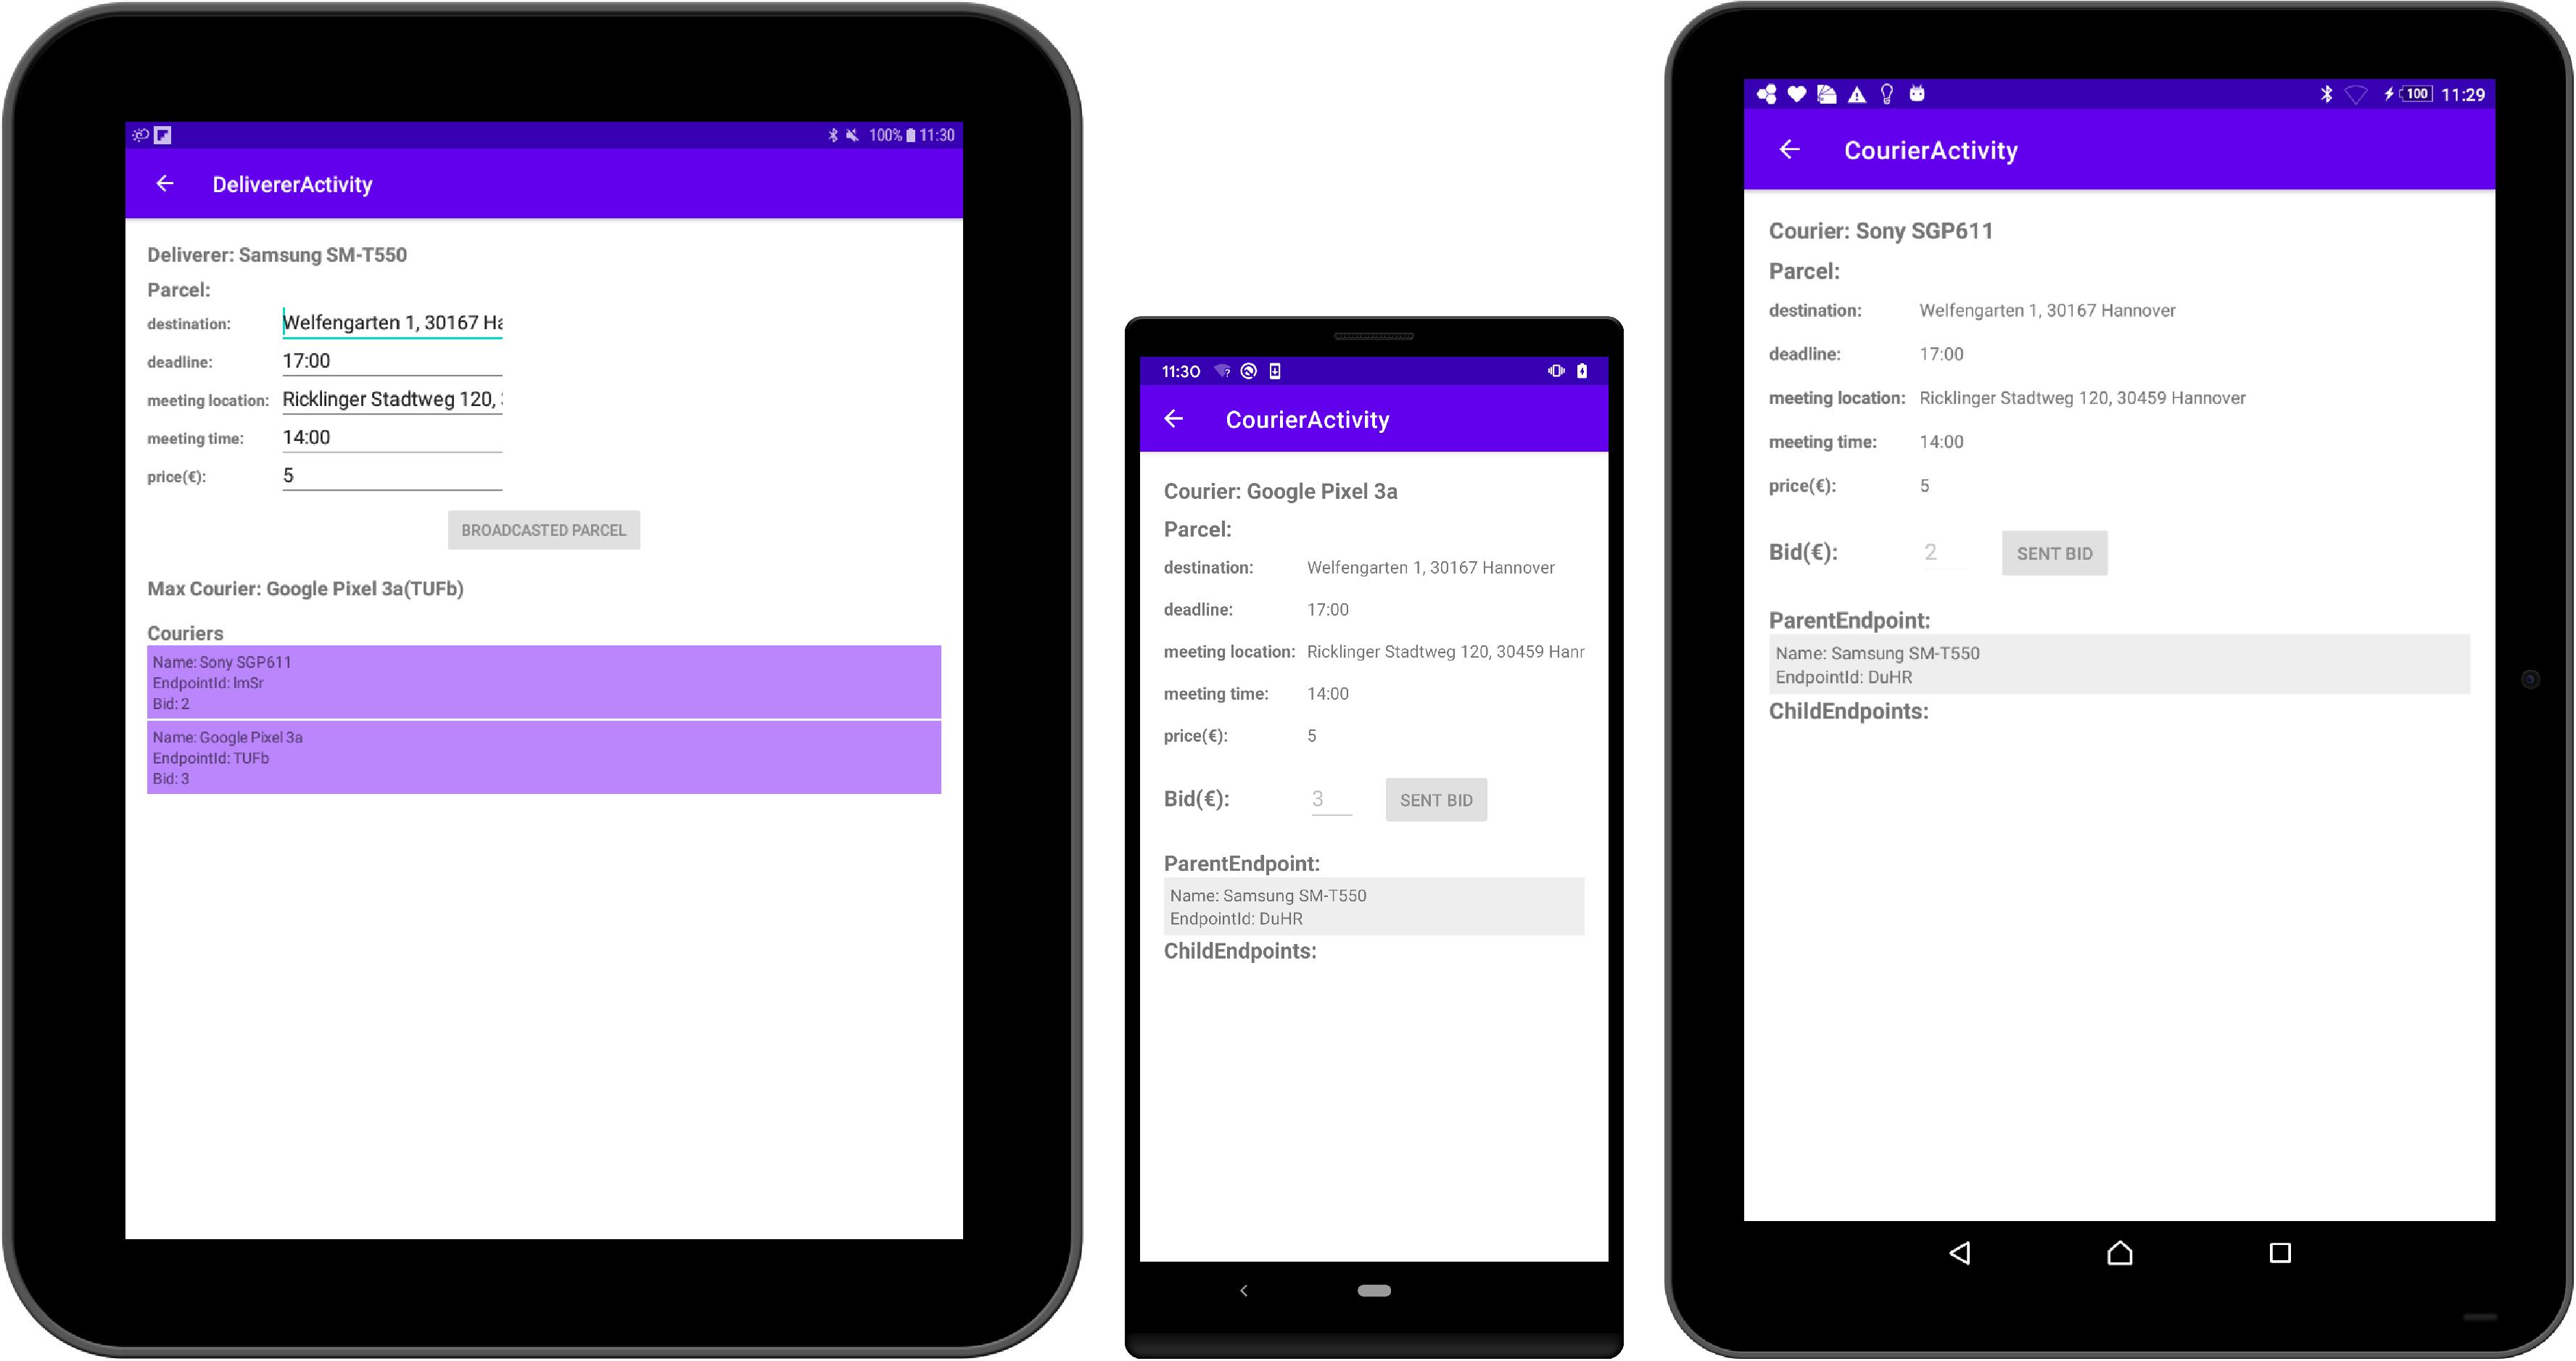 100% 11:30
DelivererActivity
Deliverer: Samsung SM-T550
Parcel:
destination: Welfengarten 1, 30167 Ha
deadline: 17:00
meeting location: Ricklinger Stadtweg 120,
meeting time: 14:00
price(€): 5
BROADCASTED PARCEL
Max Courier: Google Pixel 3a(TUFb)
Couriers
Name: Sony SGP611
EndpointId: lmSr
Bid: 2
Name: Google Pixel 3a
EndpointId: TUFb
Bid: 3
11:30
CourierActivity
Courier: Google Pixel 3a
Parcel:
destination: Welfengarten 1, 30167 Hannover
deadline: 17:00
meeting location: Ricklinger Stadtweg 120, 30459 Hanr
meeting time: 14:00
price(€): 5
Bid(€): 3 SENT BID
ParentEndpoint:
Name: Samsung SM-T550
EndpointId: DuHR
ChildEndpoints:
100 11:29
CourierActivity
Courier: Sony SGP611
Parcel:
destination: Welfengarten 1, 30167 Hannover
deadline: 17:00
meeting location: Ricklinger Stadtweg 120, 30459 Hannover
meeting time: 14:00
price(€): 5
Bid(€): 2 SENT BID
ParentEndpoint:
Name: Samsung SM-T550
EndpointId: DuHR
ChildEndpoints: